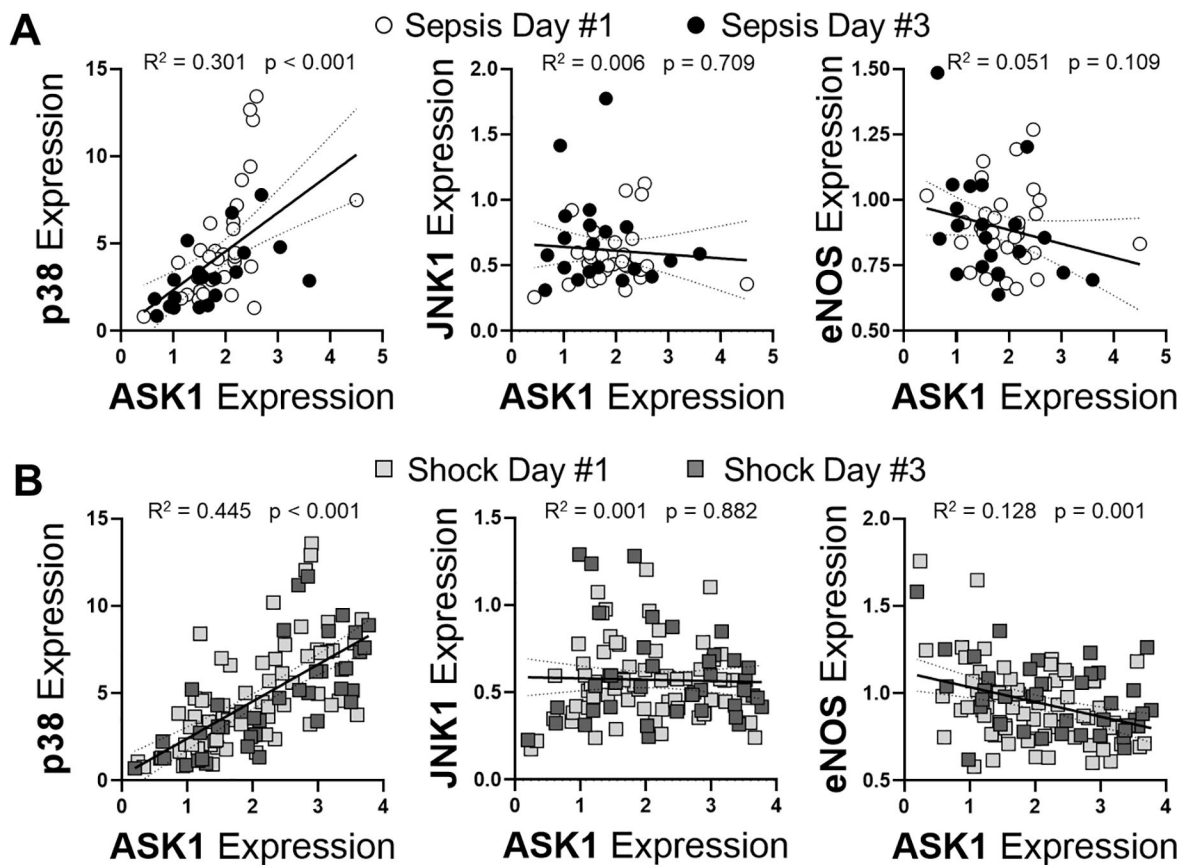 A
Sepsis Day #1 Sepsis Day #3
R² = 0.301 p < 0.001
p38 Expression
15
10
5
0
0 1 2 3 4 5
ASK1 Expression
R² = 0.006 p = 0.709
JNK1 Expression
2.0
1.5
1.0
0.5
0.0
0 1 2 3 4 5
ASK1 Expression
R² = 0.051 p = 0.109
eNOS Expression
1.50
1.25
1.00
0.75
0.50
0 1 2 3 4 5
ASK1 Expression
B
Shock Day #1 Shock Day #3
R² = 0.445 p < 0.001
p38 Expression
15
10
5
0
0 1 2 3 4
ASK1 Expression
R² = 0.001 p = 0.882
JNK1 Expression
1.5
1.0
0.5
0.0
0 1 2 3 4
ASK1 Expression
R² = 0.128 p = 0.001
eNOS Expression
2.0
1.5
1.0
0.5
0 1 2 3 4
ASK1 Expression